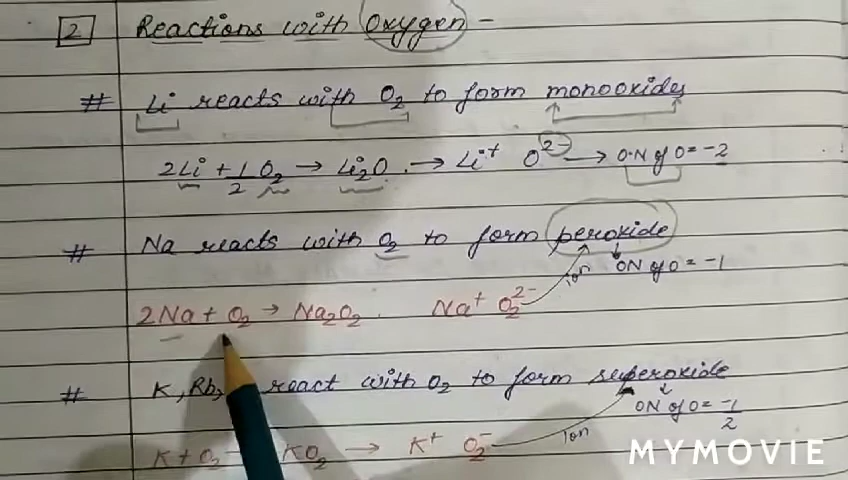 2 Reactions with Oxygen -
# Li reacts with O₂ to form monooxides
2Li + 1/2 O₂ → Li₂O. → Li⁺ O²⁻ → O.N of O = -2
# Na reacts with O₂ to form peroxide
ion ON of O = -1
2Na + O₂ → Na₂O₂. Na⁺ O₂²⁻
# K, Rb, react with O₂ to form superoxide
ON of O = -1/2
K + O₂ KO₂ → K⁺ O₂⁻ ion
MYMOVIE